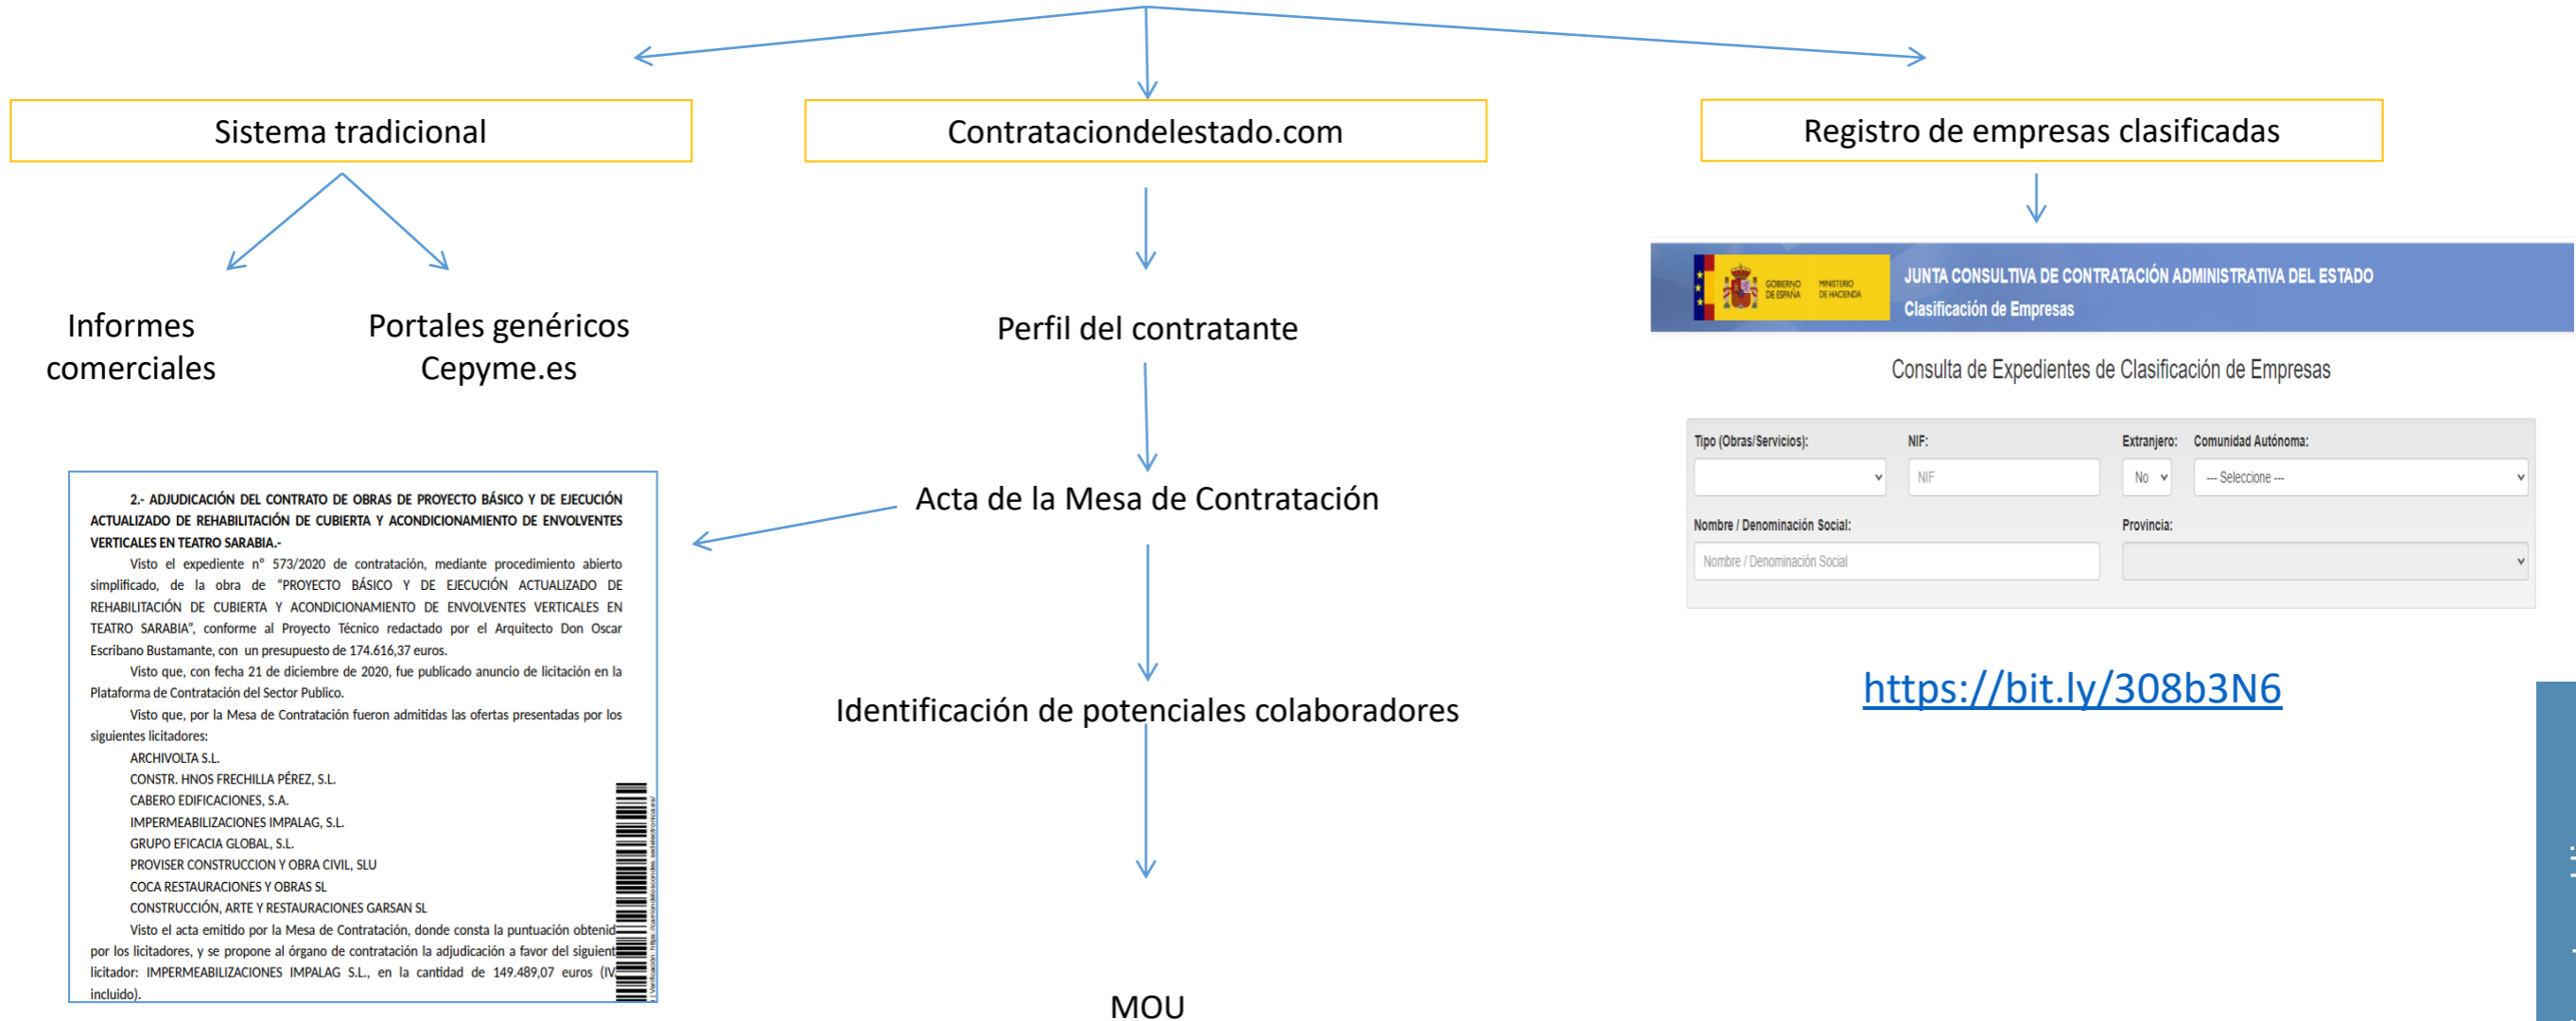 Sistema tradicional
Contrataciondelestado.com
Registro de empresas clasificadas
Informes
comerciales
Portales genéricos
Cepyme.es
Perfil del contratante
Acta de la Mesa de Contratación
Identificación de potenciales colaboradores
MOU
2.- ADJUDICACIÓN DEL CONTRATO DE OBRAS DE PROYECTO BÁSICO Y DE EJECUCIÓN
ACTUALIZADO DE REHABILITACIÓN DE CUBIERTA Y ACONDICIONAMIENTO DE ENVOLVENTES
VERTICALES EN TEATRO SARABIA.-
Visto el expediente nº 573/2020 de contratación, mediante procedimiento abierto
simplificado, de la obra de “PROYECTO BÁSICO Y DE EJECUCIÓN ACTUALIZADO DE
REHABILITACIÓN DE CUBIERTA Y ACONDICIONAMIENTO DE ENVOLVENTES VERTICALES EN
TEATRO SARABIA”, conforme al Proyecto Técnico redactado por el Arquitecto Don Oscar
Escribano Bustamante, con un presupuesto de 174.616,37 euros.
Visto que, con fecha 21 de diciembre de 2020, fue publicado anuncio de licitación en la
Plataforma de Contratación del Sector Publico.
Visto que, por la Mesa de Contratación fueron admitidas las ofertas presentadas por los
siguientes licitadores:
ARCHIVOLTA S.L.
CONSTR. HNOS FRECHILLA PÉREZ, S.L.
CABERO EDIFICACIONES, S.A.
IMPERMEABILIZACIONES IMPALAG, S.L.
GRUPO EFICACIA GLOBAL, S.L.
PROVISER CONSTRUCCION Y OBRA CIVIL, SLU
COCA RESTAURACIONES Y OBRAS SL
CONSTRUCCIÓN, ARTE Y RESTAURACIONES GARSAN SL
Visto el acta emitido por la Mesa de Contratación, donde consta la puntuación obtenid
por los licitadores, y se propone al órgano de contratación la adjudicación a favor del siguient
licitador: IMPERMEABILIZACIONES IMPALAG S.L., en la cantidad de 149.489,07 euros (IV
incluido).
GOBIERNO
DE ESPAÑA
MINISTERIO
DE HACIENDA
JUNTA CONSULTIVA DE CONTRATACIÓN ADMINISTRATIVA DEL ESTADO
Clasificación de Empresas
Consulta de Expedientes de Clasificación de Empresas
Tipo (Obras/Servicios):
NIF:
Extranjero:
Comunidad Autónoma:
NIF
No
--- Seleccione ---
Nombre / Denominación Social:
Provincia:
Nombre / Denominación Social
https://bit.ly/308b3N6